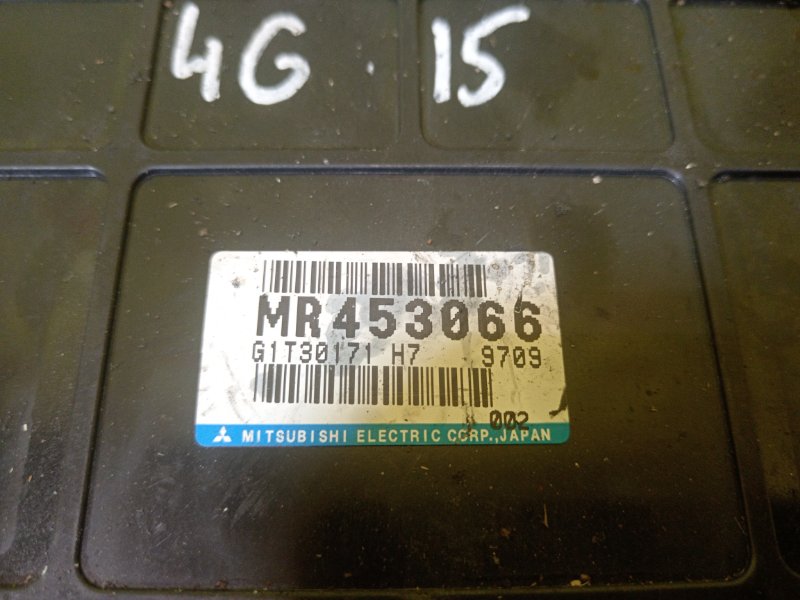 4G 15
MR453066
G1T30171 H7 9709
002
MITSUBISHI ELECTRIC CORP.,JAPAN